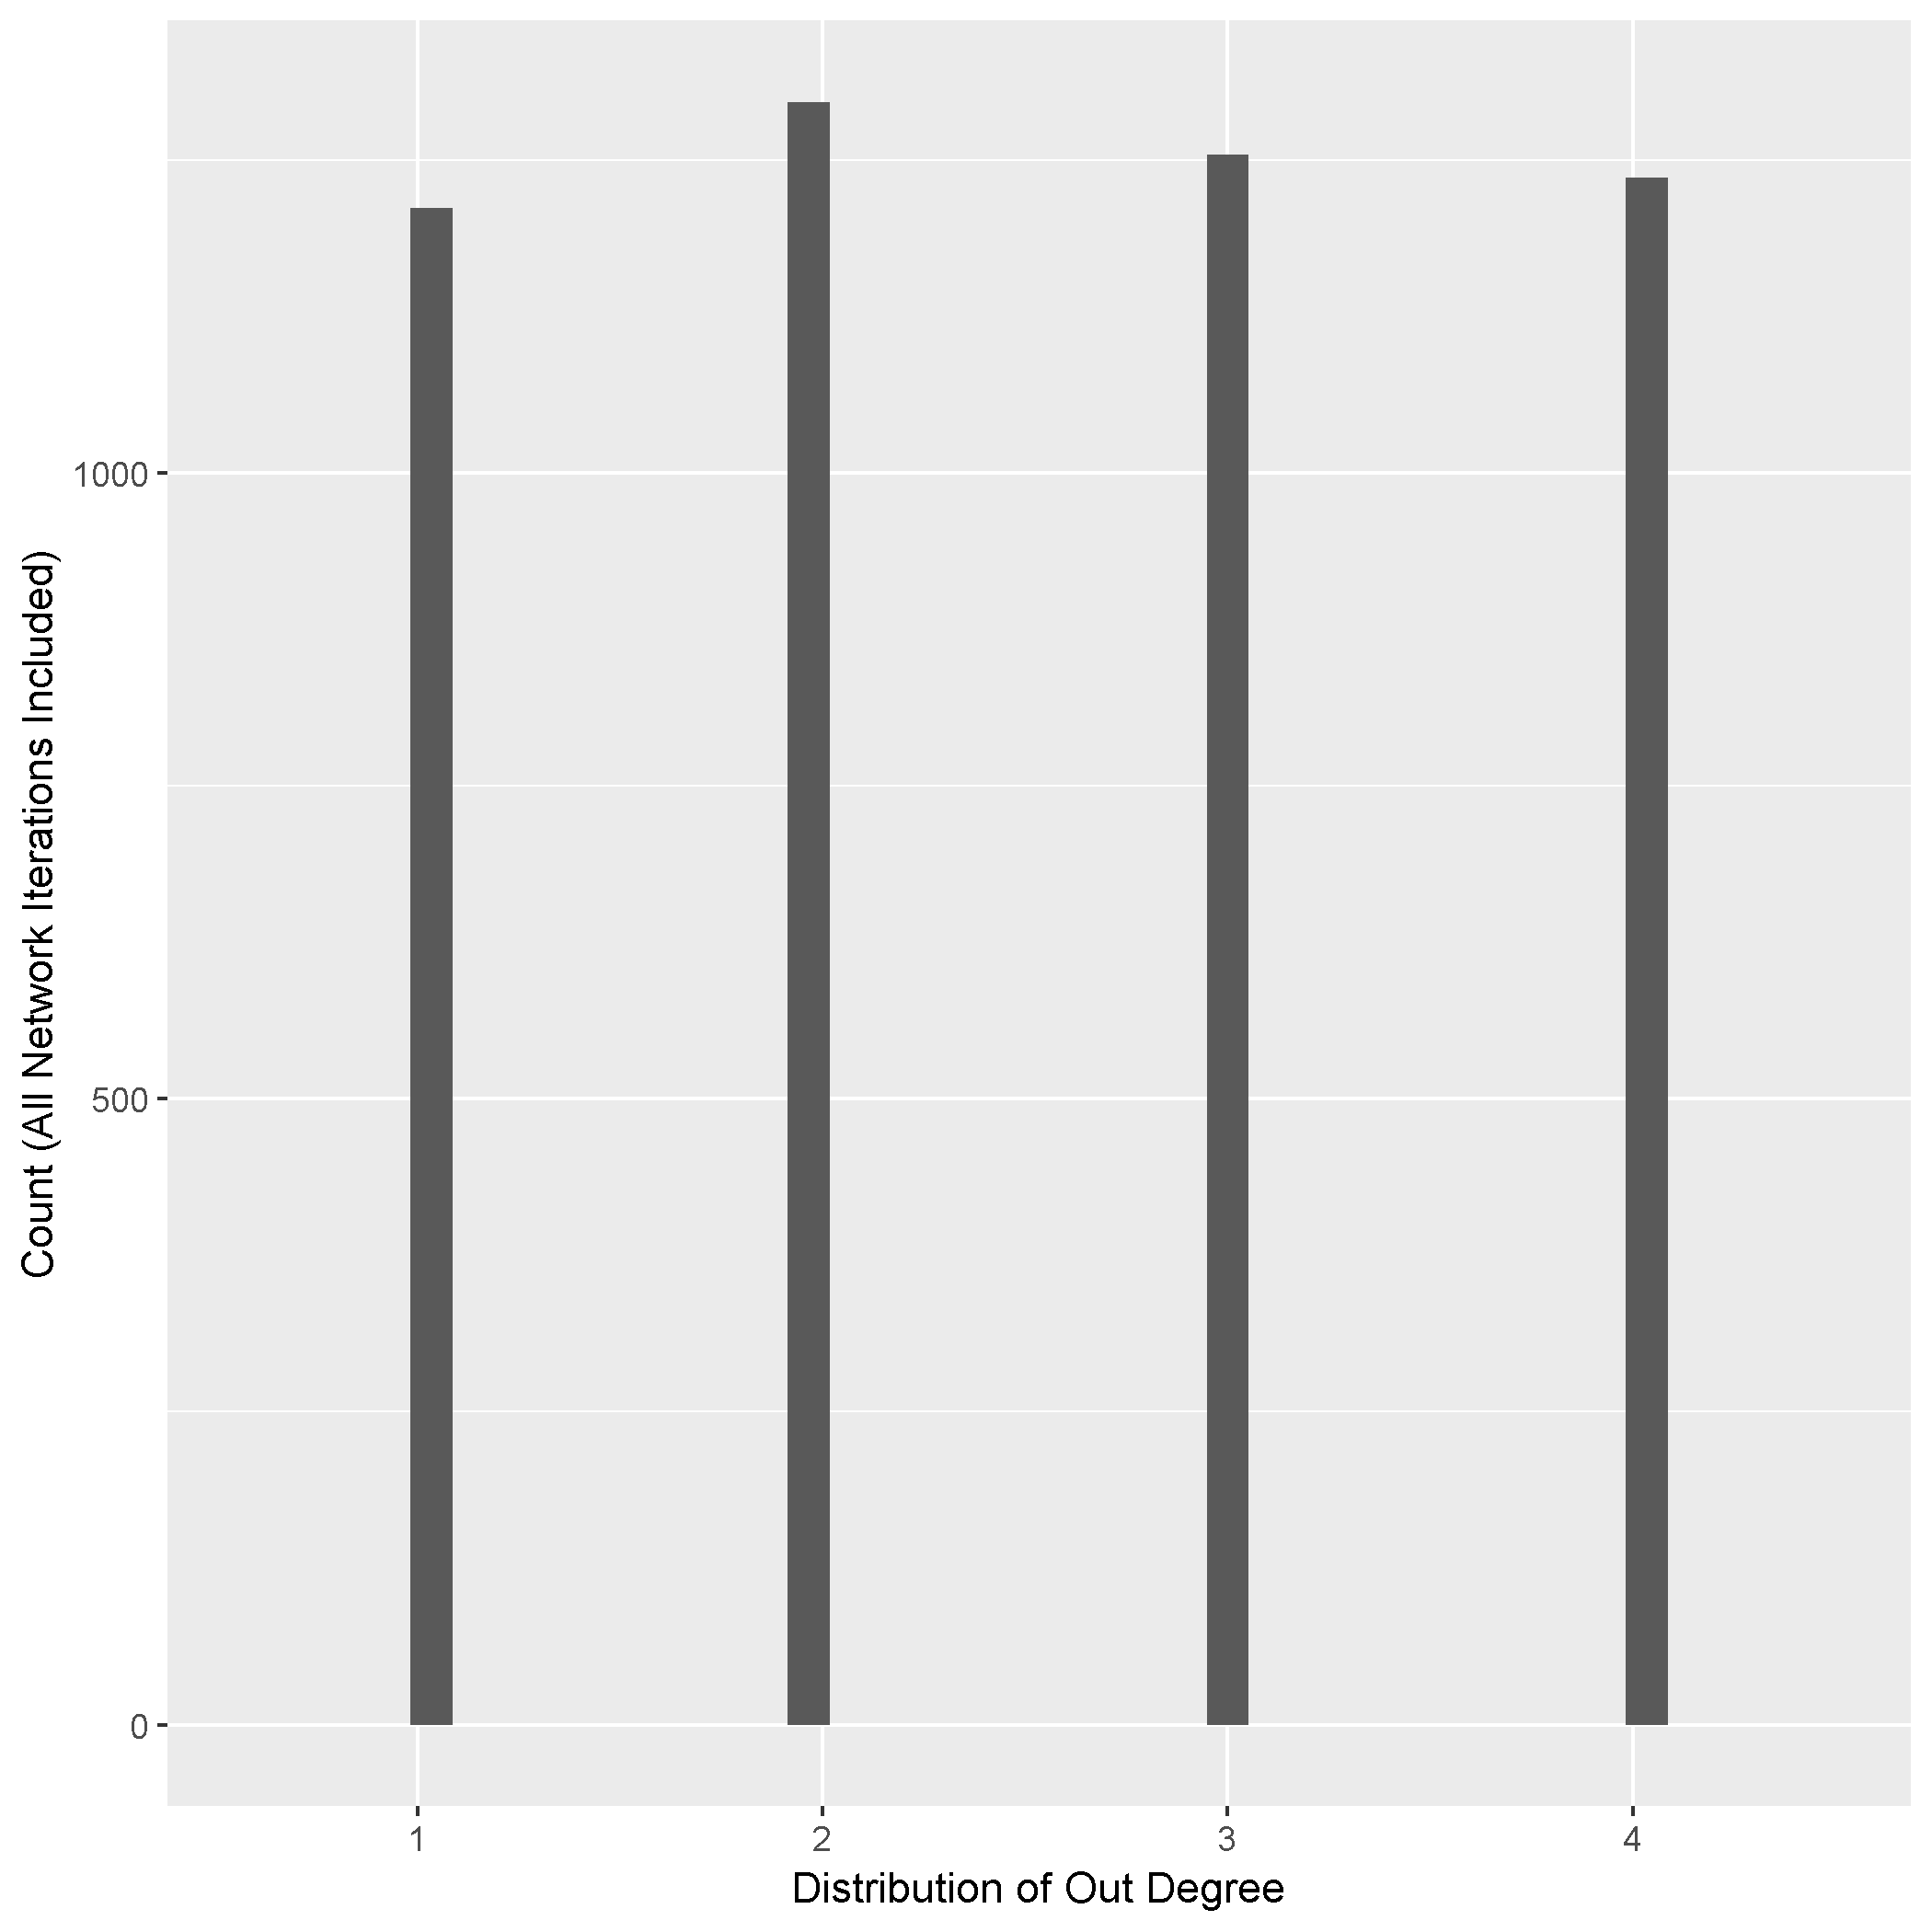 Count (All Network Iterations Included)
1000
500
0
1 2 3 4
Distribution of Out Degree